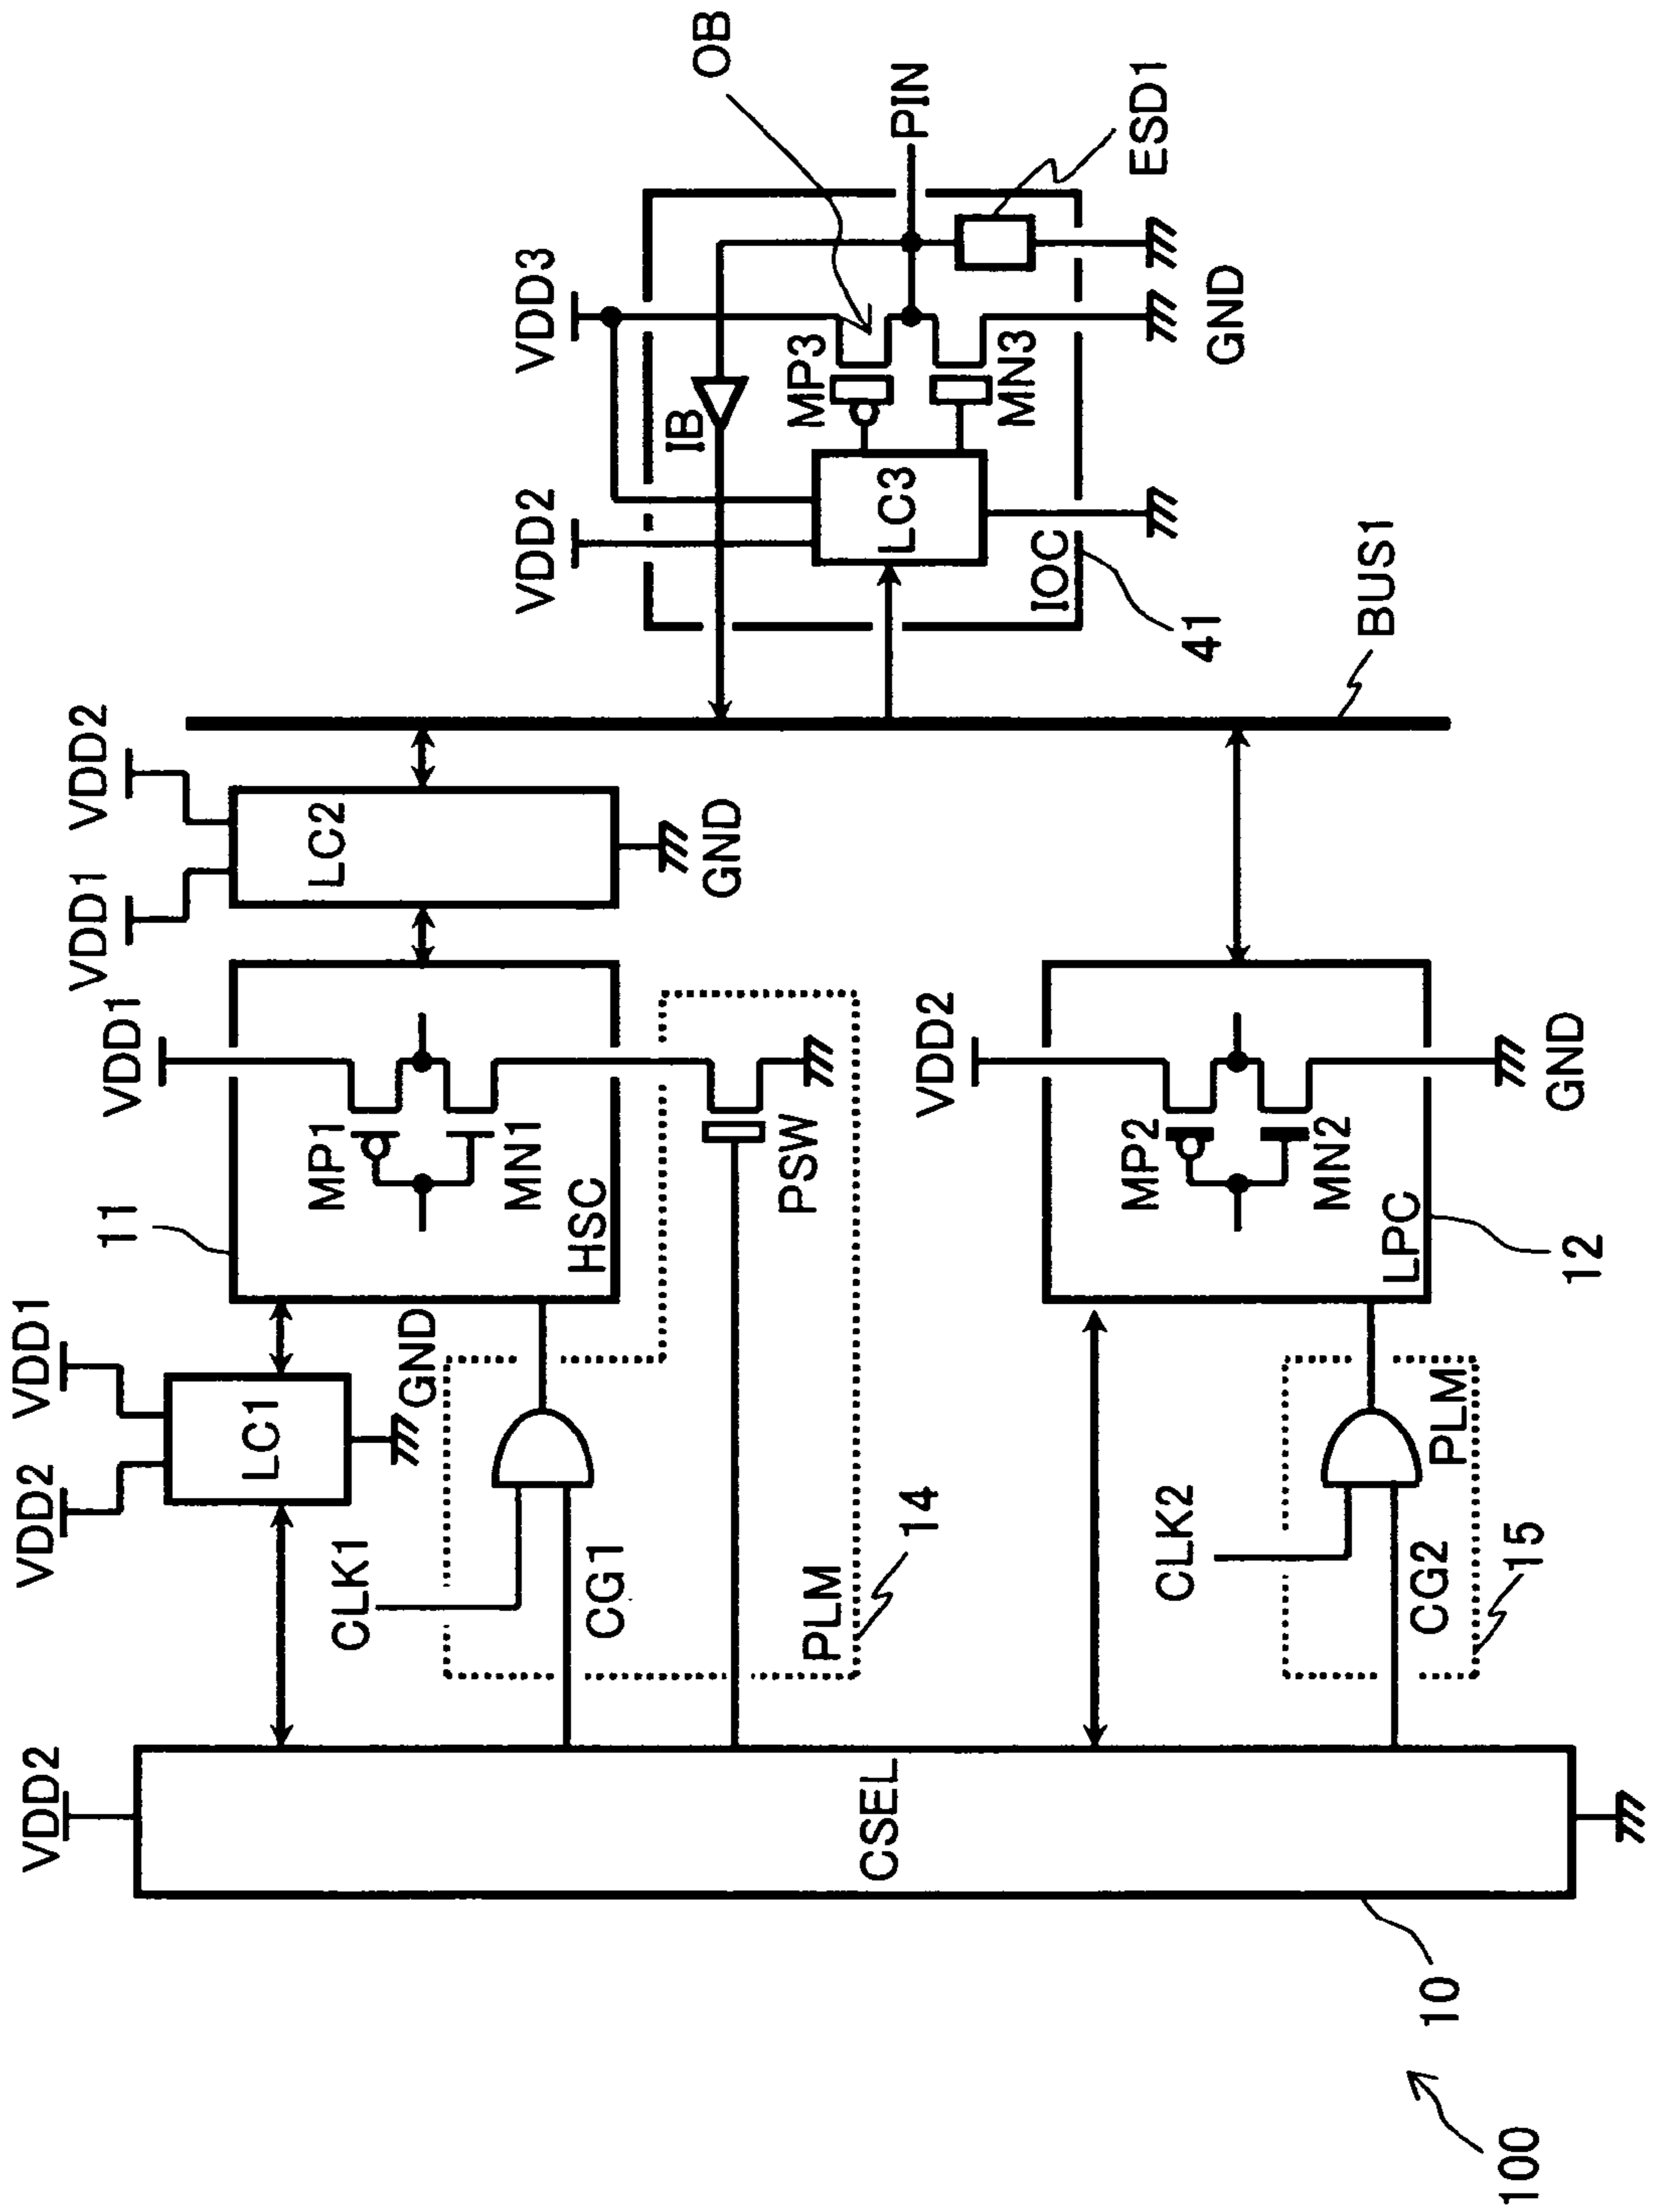 VDD2
CSEL
10
100
VDD2
VDD1
LC1
GND
CLK1
CG1
PLM
14
11
VDD1
MP1
MN1
HSC
PSW
VDD1
VDD2
LC2
GND
CLK2
CG2
PLM
15
VDD2
MP2
MN2
LPC
12
GND
BUS1
VDD2
VDD3
IB
MP3
LC3
MN3
IOC
41
GND
OB
PIN
ESD1